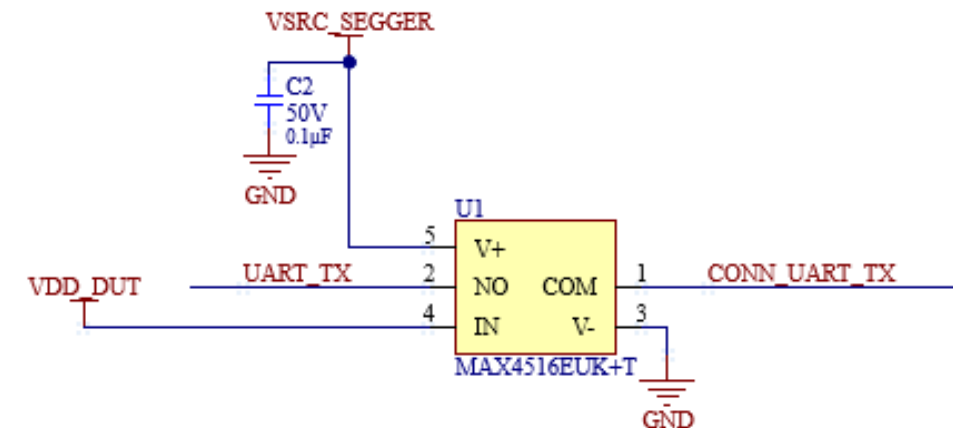 VSRC_SEGGER
C2
50V
0.1µF
GND
U1
5 V+
UART_TX 2 NO COM 1 CONN_UART_TX
VDD_DUT
4 IN V- 3
MAX4516EUK+T
GND